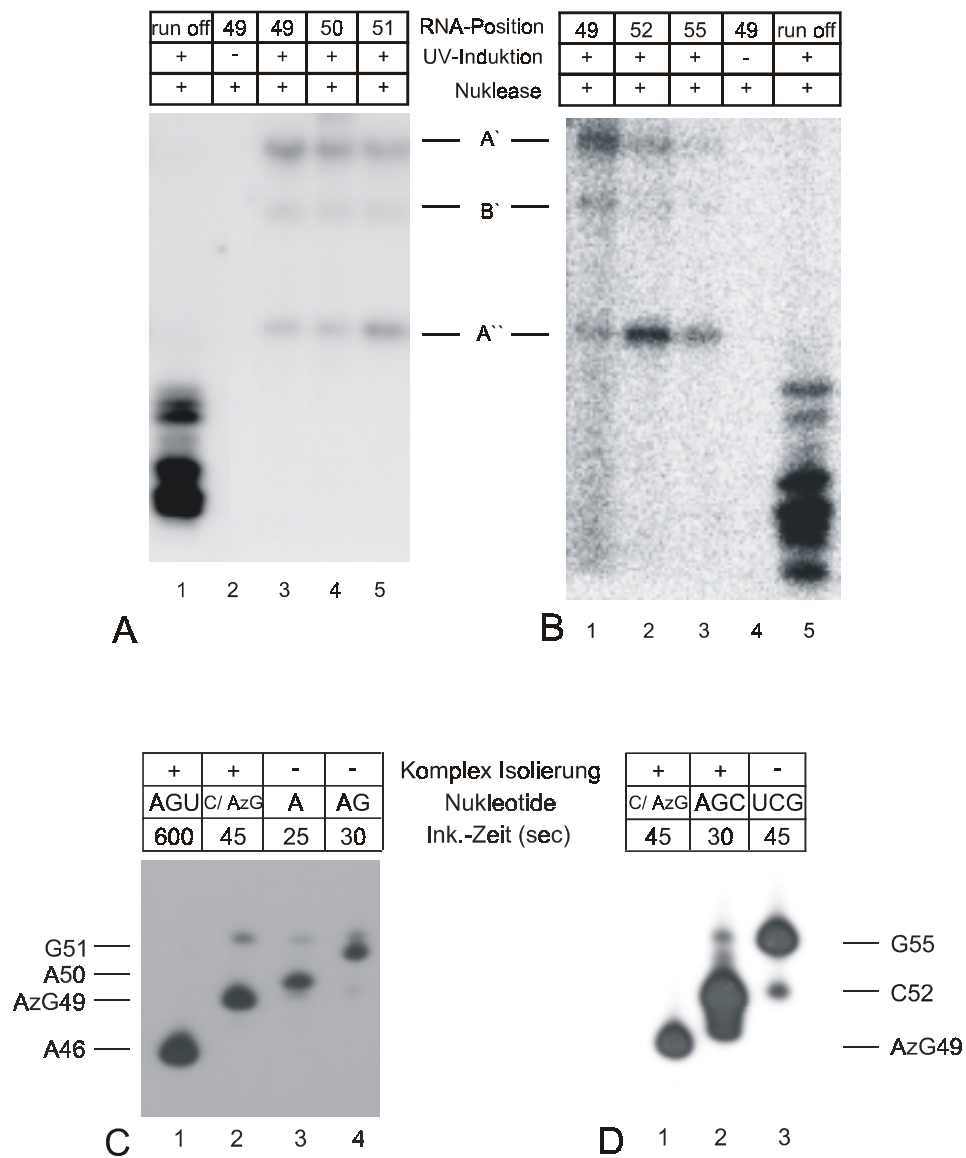 run off 49 49 50 51 RNA-Position 49 52 55 49 run off
+ - + + + UV-Induktion + + + - +
+ + + + + Nuklease + + + + +
A`
B`
A``
1 2 3 4 5
A
B 1 2 3 4 5
+ + - - Komplex Isolierung + + -
AGU C/ AzG A AG Nukleotide C/ AzG AGC UCG
600 45 25 30 Ink.-Zeit (sec) 45 30 45
G51
A50
AzG49
A46
G55
C52
AzG49
C 1 2 3 4
D 1 2 3